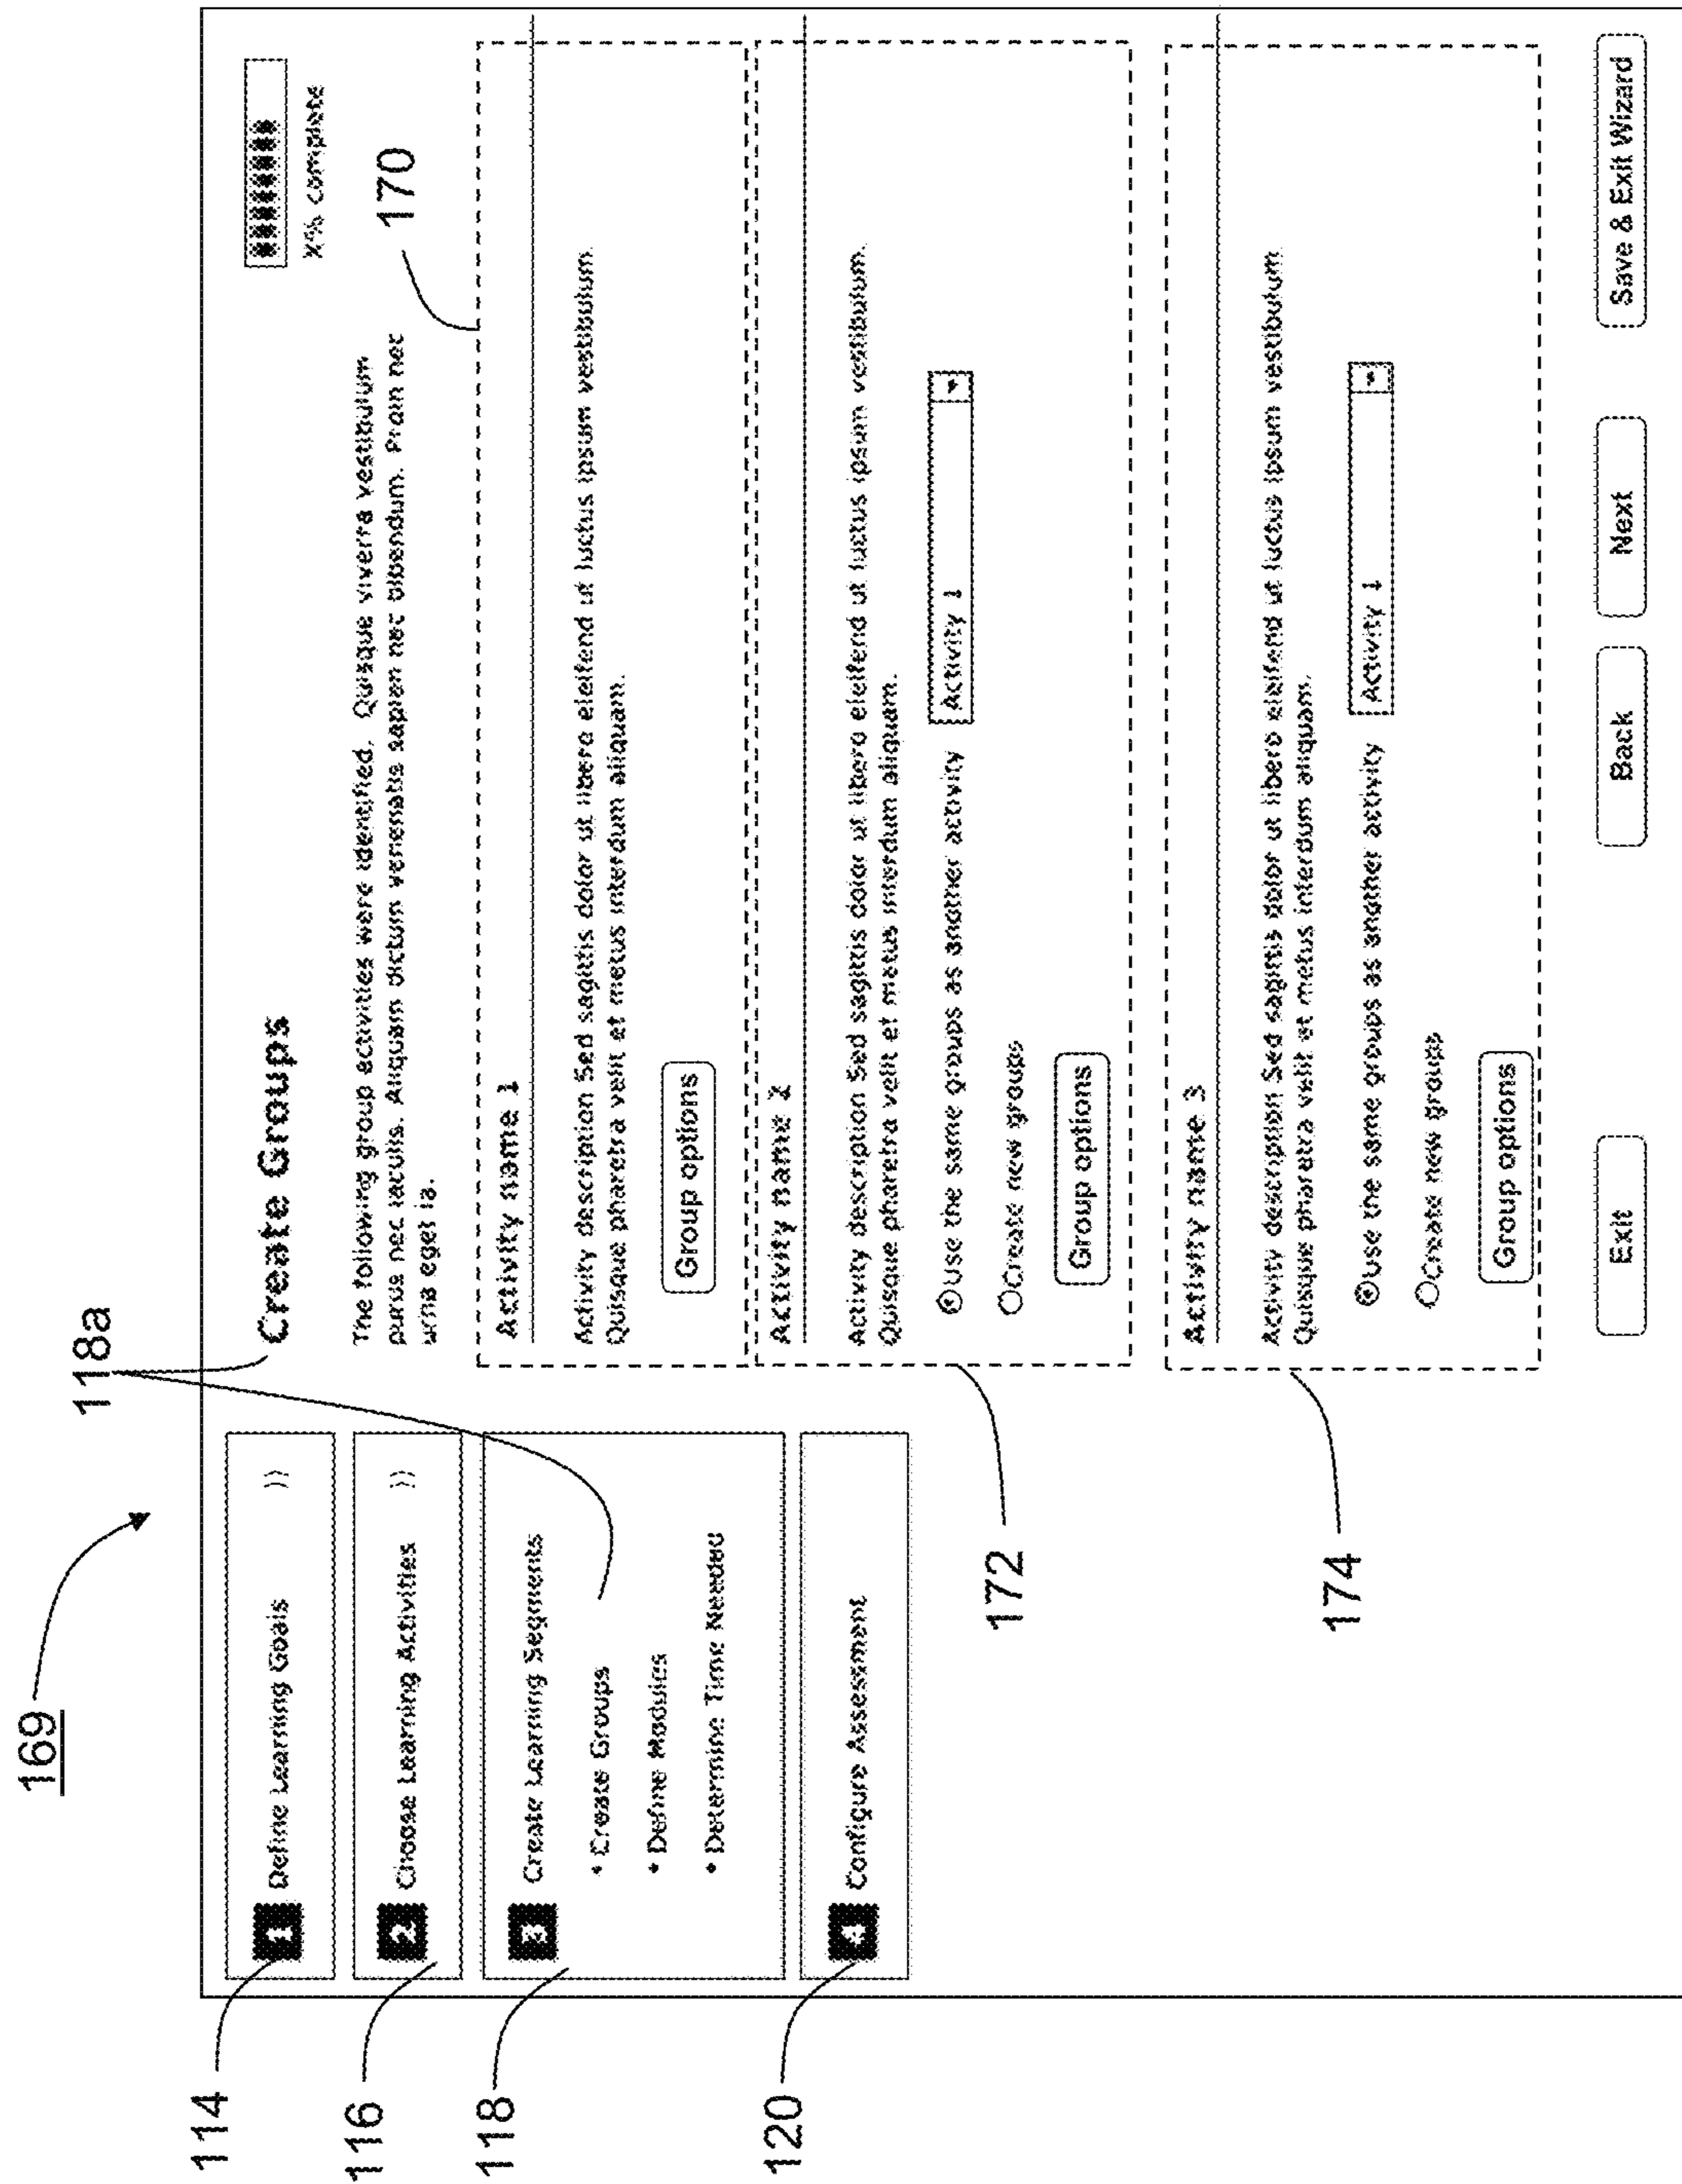 169
118a
114
116
118
120
1 Define Learning Goals ⟩⟩
2 Choose Learning Activities ⟩⟩
3 Create Learning Segments
• Create Groups
• Define Modules
• Determine Time Needed
4 Configure Assessment
Create Groups
X% complete
170
The following group activities were identified. Quisque viverra vestibulum
purus nec iaculis. Aliquam dictum venenatis sapien nec bibendum. Proin nec
urna eget ia.
Activity name 1
Activity description Sed sagittis dolor ut libero eleifend ut luctus ipsum vestibulum.
Quisque pharetra velit et metus interdum aliquam.
Group options
172
Activity name 2
Activity description Sed sagittis dolor ut libero eleifend ut luctus ipsum vestibulum.
Quisque pharetra velit et metus interdum aliquam.
Use the same groups as another activity Activity 1
Create new groups
Group options
174
Activity name 3
Activity description Sed sagittis dolor ut libero eleifend ut luctus ipsum vestibulum.
Quisque pharetra velit et metus interdum aliquam.
Use the same groups as another activity Activity 1
Create new groups
Group options
Exit Back Next Save & Exit Wizard